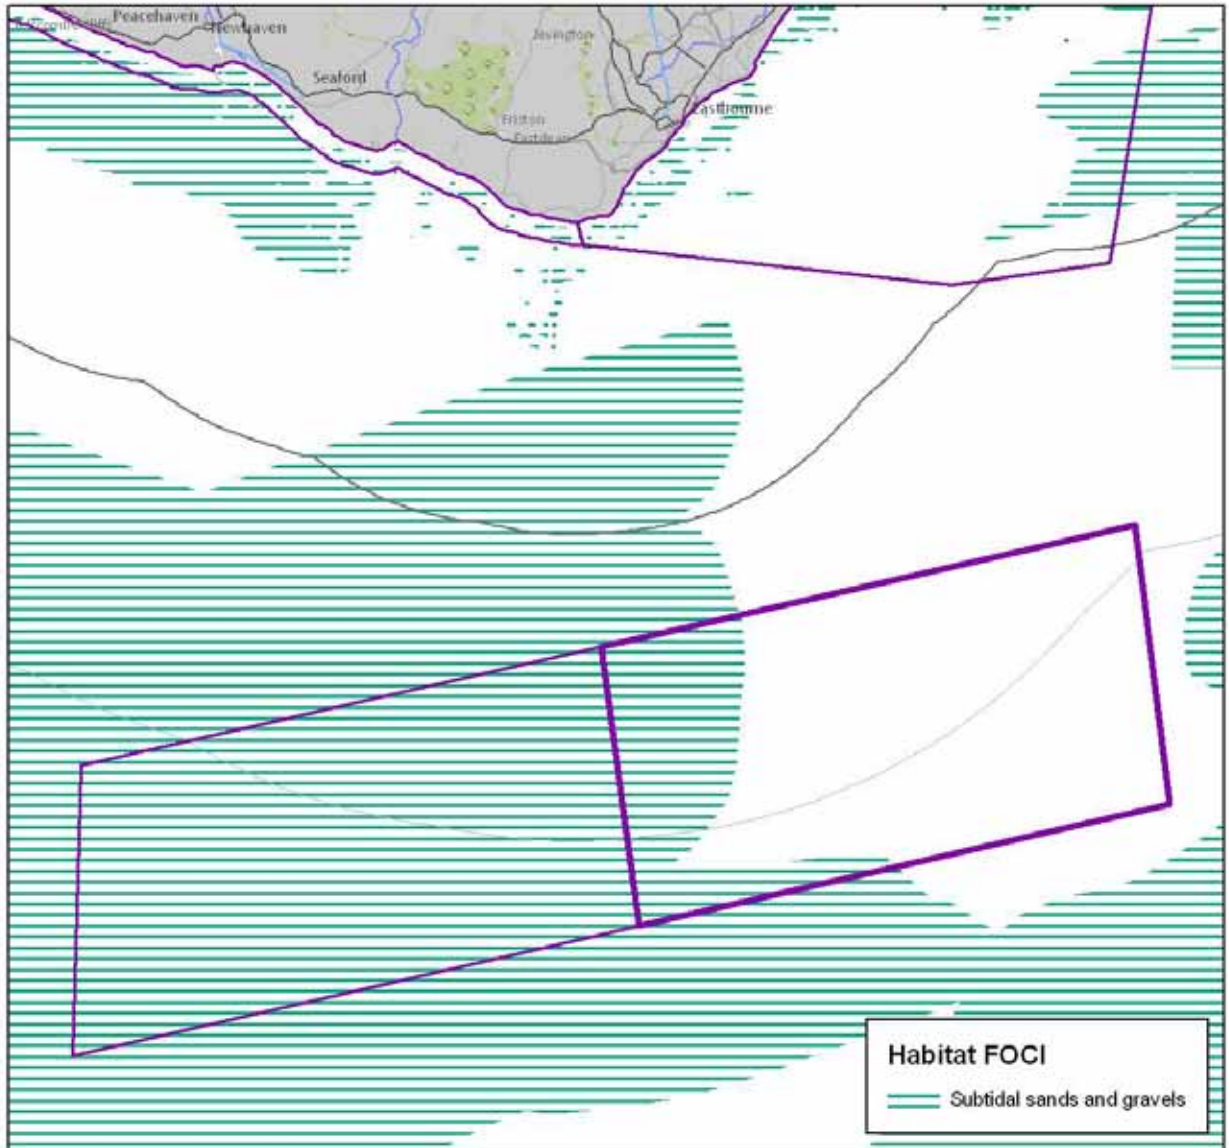 Peacehaven
Newhaven
Jevington
Seaford
Eastbourne
Friston
Habitat FOCI
Subtidal sands and gravels